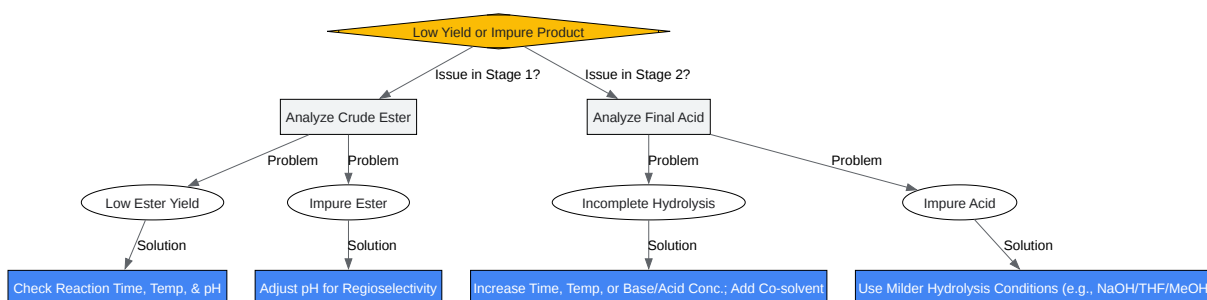 Low Yield or Impure Product
Issue in Stage 1?
Issue in Stage 2?
Analyze Crude Ester
Analyze Final Acid
Problem
Problem
Problem
Problem
Low Ester Yield
Impure Ester
Incomplete Hydrolysis
Impure Acid
Solution
Solution
Solution
Solution
Check Reaction Time, Temp, & pH
Adjust pH for Regioselectivity
Increase Time, Temp, or Base/Acid Conc.; Add Co-solvent
Use Milder Hydrolysis Conditions (e.g., NaOH/THF/MeOH